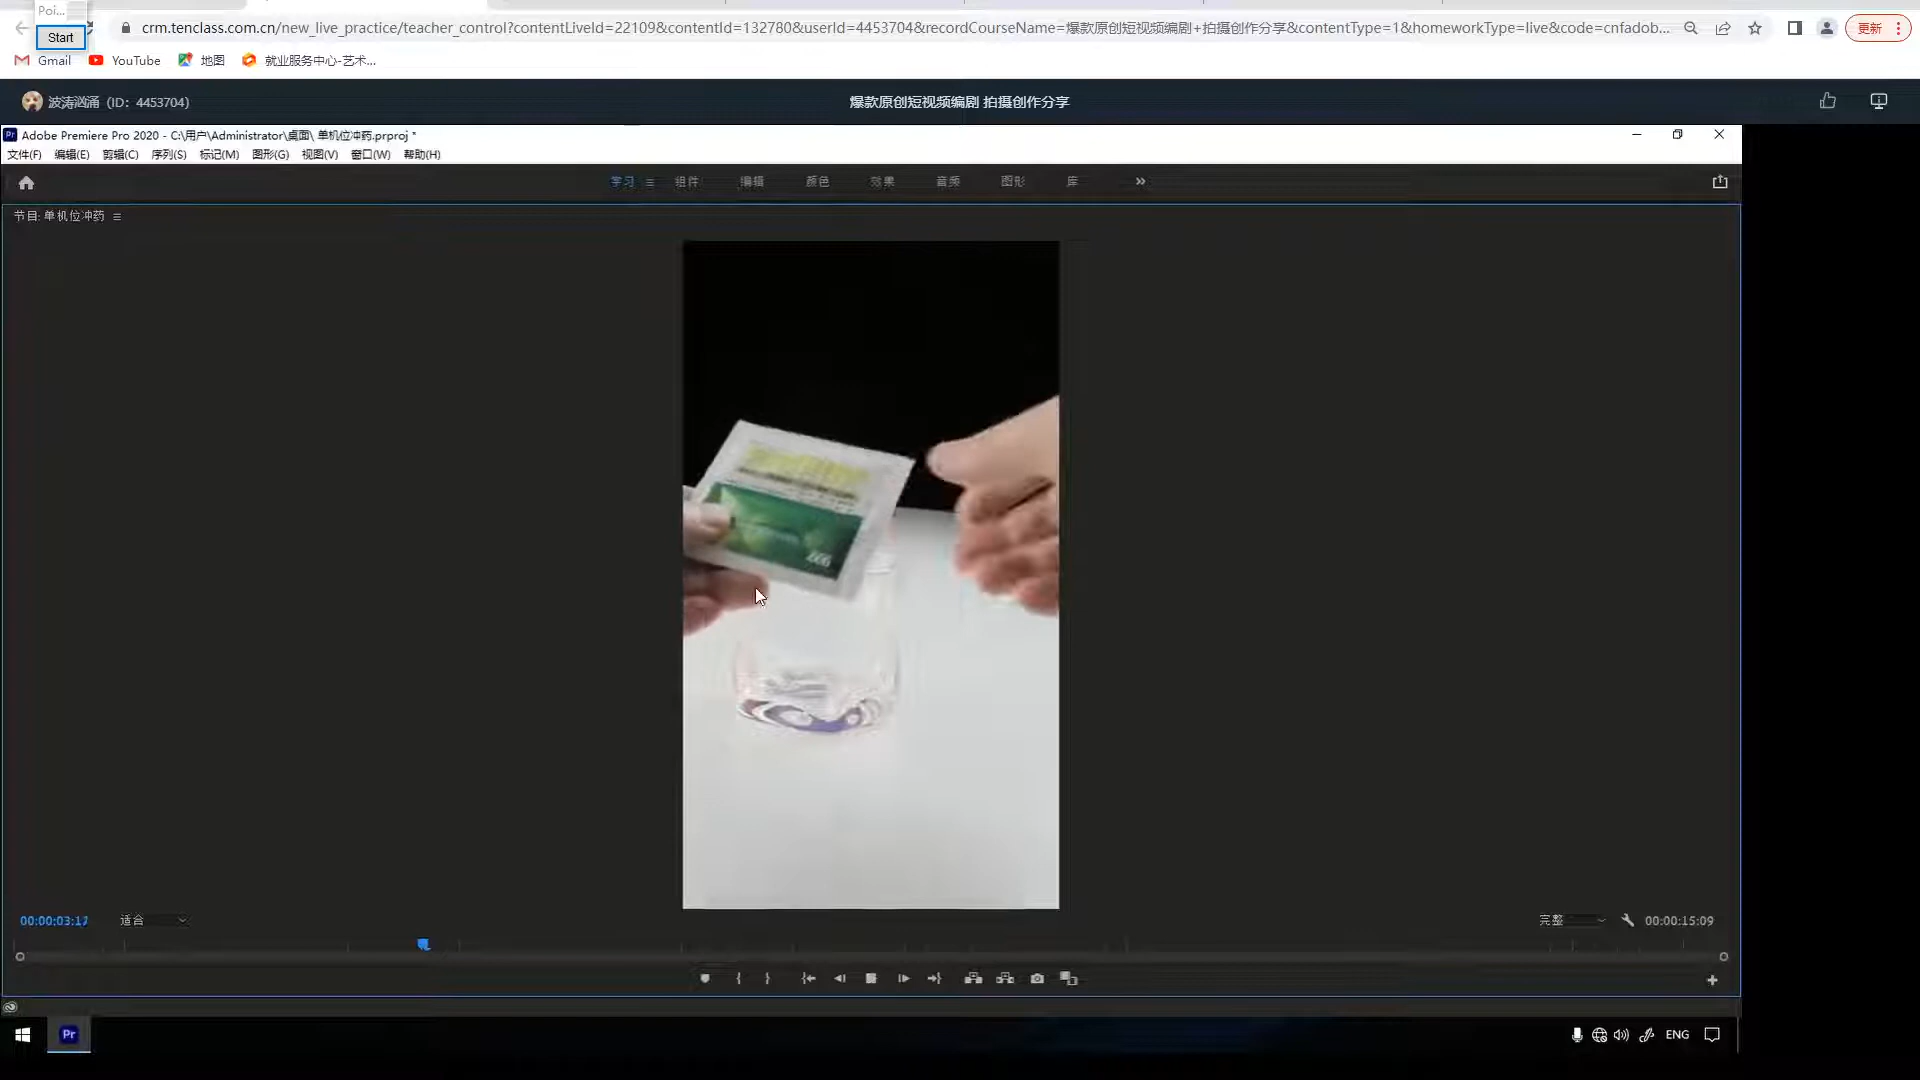 Poi...
Start
crm.tenclass.com.cn/new_live_practice/teacher_control?contentLiveId=22109&contentId=132780&userId=4453704&recordCourseName=爆款原创短视频编剧+拍摄创作分享&contentType=1&homeworkType=live&code=cnfadob...
更新
Gmail
YouTube
地图
就业服务中心-艺术...
波涛汹涌 (ID: 4453704)
爆款原创短视频编剧 拍摄创作分享
Pr
Adobe Premiere Pro 2020 - C:\用户\Administrator\桌面\ 单机位冲药.prproj *
文件(F) 编辑(E) 剪辑(C) 序列(S) 标记(M) 图形(G) 视图(V) 窗口(W) 帮助(H)
学习 组件 编辑 颜色 效果 音频 图形 库
节目: 单机位冲药
999
适合
完整
00:00:15:09
Pr
ENG